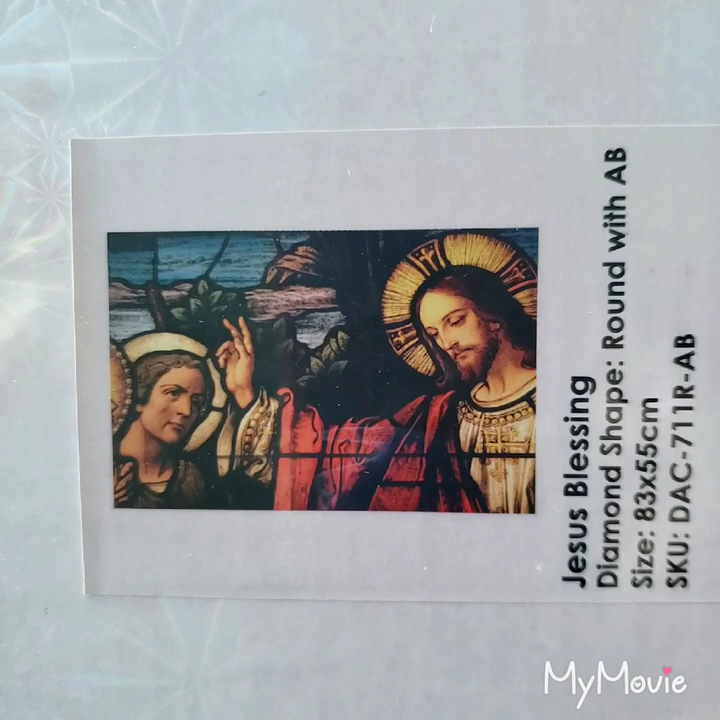 Jesus Blessing
Diamond Shape: Round with AB
Size: 83x55cm
SKU: DAC-711R-AB
MyMovie